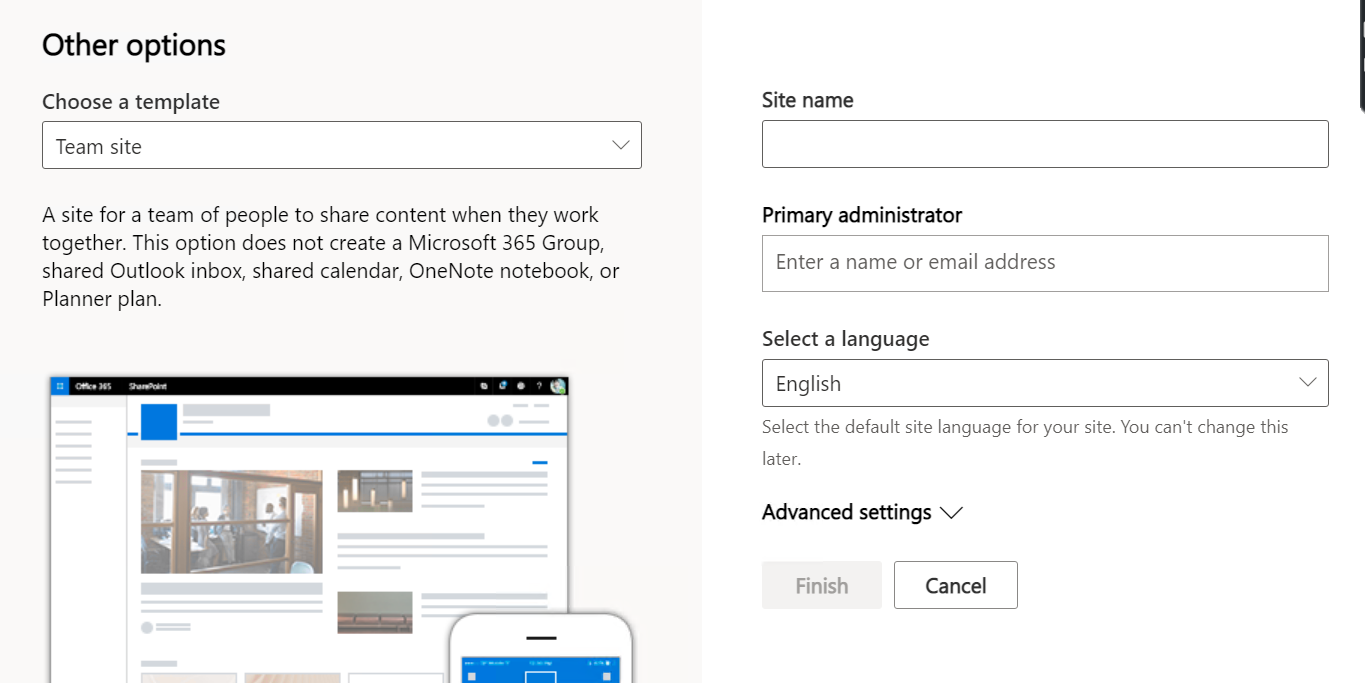 Other options
Choose a template
Team site
A site for a team of people to share content when they work
together. This option does not create a Microsoft 365 Group,
shared Outlook inbox, shared calendar, OneNote notebook, or
Planner plan.
Office 365 SharePoint ?
Site name
Primary administrator
Enter a name or email address
Select a language
English
Select the default site language for your site. You can't change this
later.
Advanced settings
Finish Cancel